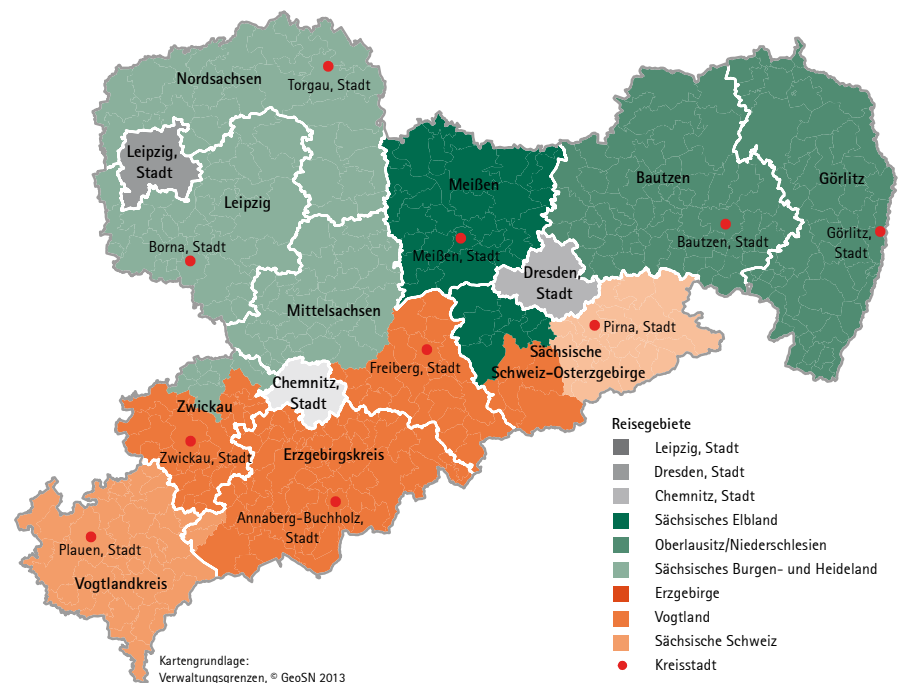 Nordsachsen
Torgau, Stadt
Leipzig,
Stadt
Leipzig
Borna, Stadt
Mittelsachsen
Meißen
Meißen, Stadt
Bautzen
Bautzen, Stadt
Görlitz
Görlitz,
Stadt
Dresden,
Stadt
Pirna, Stadt
Sächsische
Schweiz-Osterzgebirge
Freiberg, Stadt
Chemnitz,
Stadt
Zwickau
Zwickau, Stadt
Erzgebirgskreis
Annaberg-Buchholz,
Stadt
Plauen, Stadt
Vogtlandkreis
Reisegebiete
Leipzig, Stadt
Dresden, Stadt
Chemnitz, Stadt
Sächsisches Elbland
Oberlausitz/Niederschlesien
Sächsisches Burgen- und Heideland
Erzgebirge
Vogtland
Sächsische Schweiz
Kreisstadt
Kartengrundlage:
Verwaltungsgrenzen, © GeoSN 2013